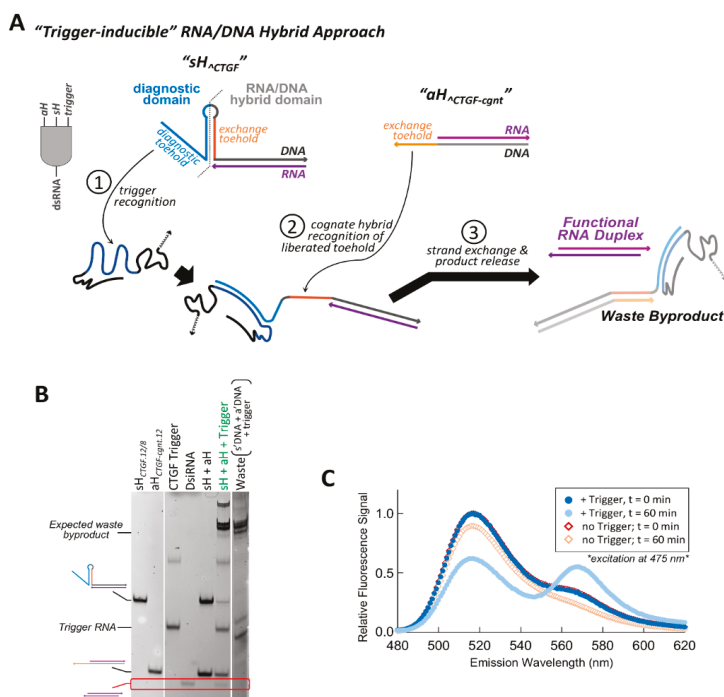 A
“Trigger-inducible” RNA/DNA Hybrid Approach
“sH^CTGF”
“aH^CTGF-cgnt”
aH
sH
trigger
dsRNA
diagnostic
domain
RNA/DNA
hybrid domain
diagnostic
toehold
exchange
toehold
DNA
RNA
exchange
toehold
RNA
DNA
1
trigger
recognition
2
cognate hybrid
recognition of
liberated toehold
3
strand exchange &
product release
Functional
RNA Duplex
Waste Byproduct
B
sHCTGF.12/8
aHCTGF-cgnt.12
CTGF Trigger
DsiRNA
sH + aH
sH + aH + Trigger
Waste
s'DNA + a'DNA
+ trigger
Expected waste
byproduct
Trigger RNA
C
Relative Fluorescence Signal
1.0
0.5
0.0
480
500
520
540
560
580
600
620
Emission Wavelength (nm)
+ Trigger, t = 0 min
+ Trigger, t = 60 min
no Trigger; t = 0 min
no Trigger; t = 60 min
*excitation at 475 nm*